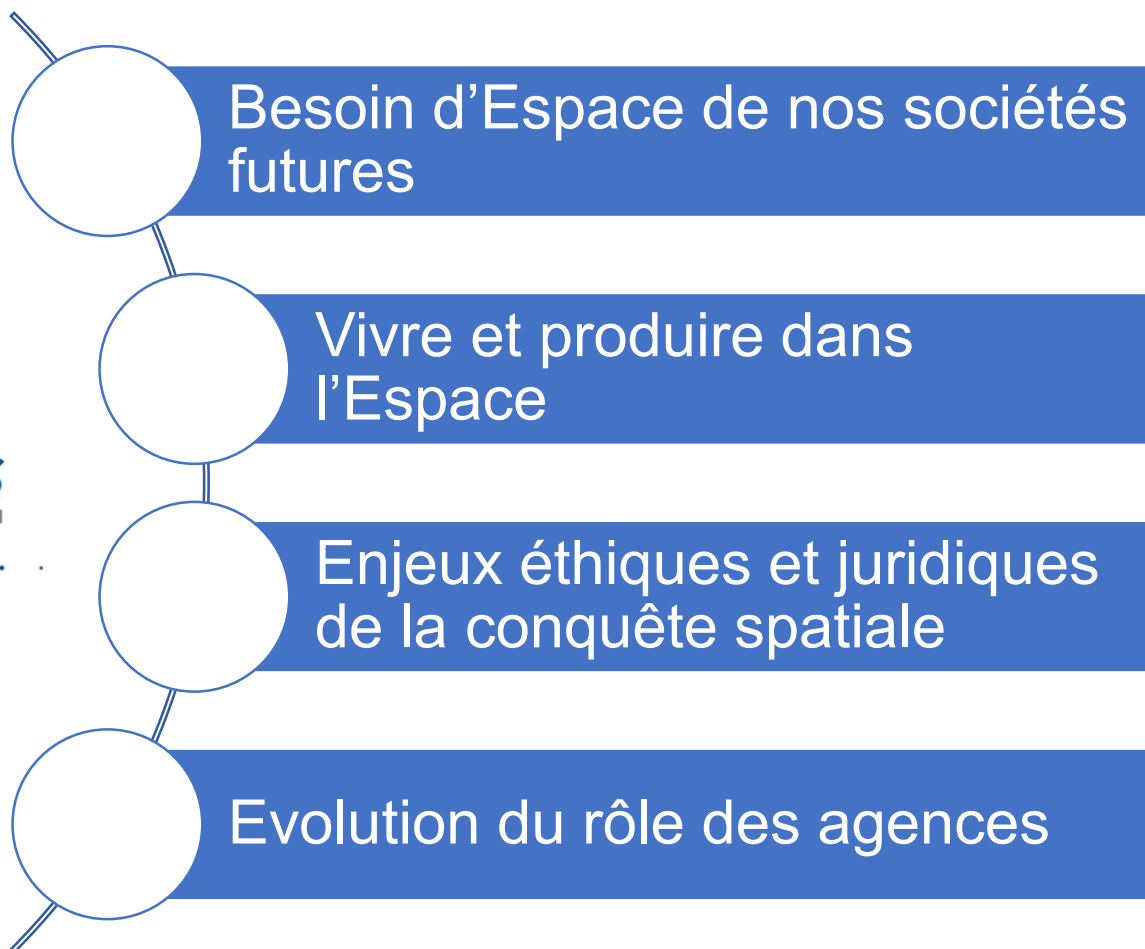 Besoin d’Espace de nos sociétés
futures
Vivre et produire dans
l’Espace
Enjeux éthiques et juridiques
de la conquête spatiale
Evolution du rôle des agences